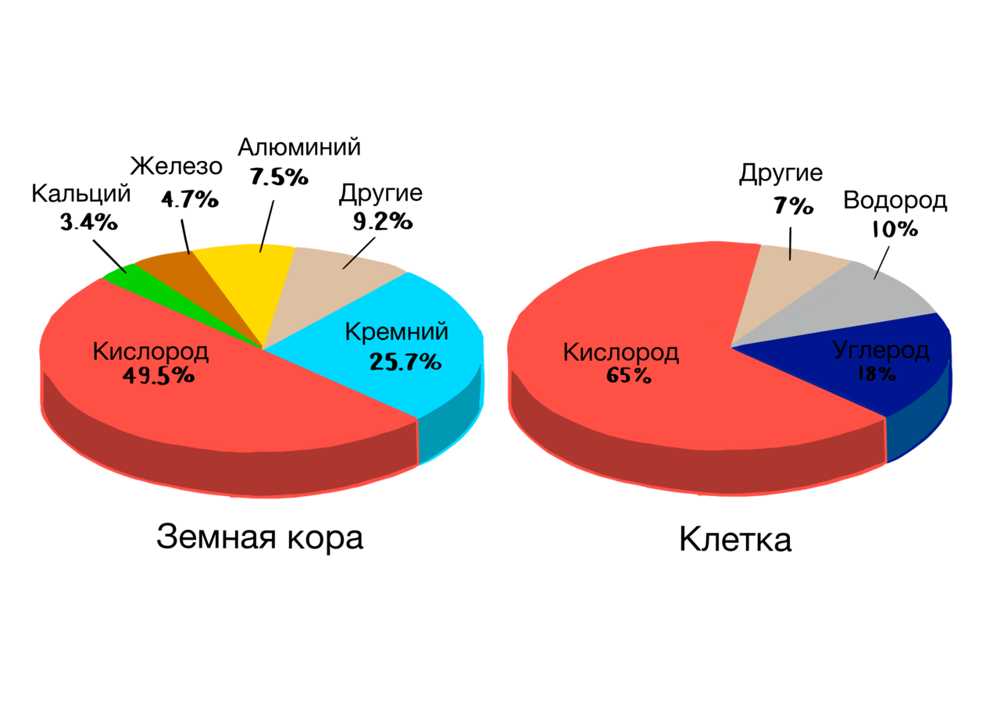 Кальций
3.4%
Железо
4.7%
Алюминий
7.5%
Другие
9.2%
Кремний
25.7%
Кислород
49.5%
Земная кора
Другие
7%
Водород
10%
Углерод
18%
Кислород
65%
Клетка